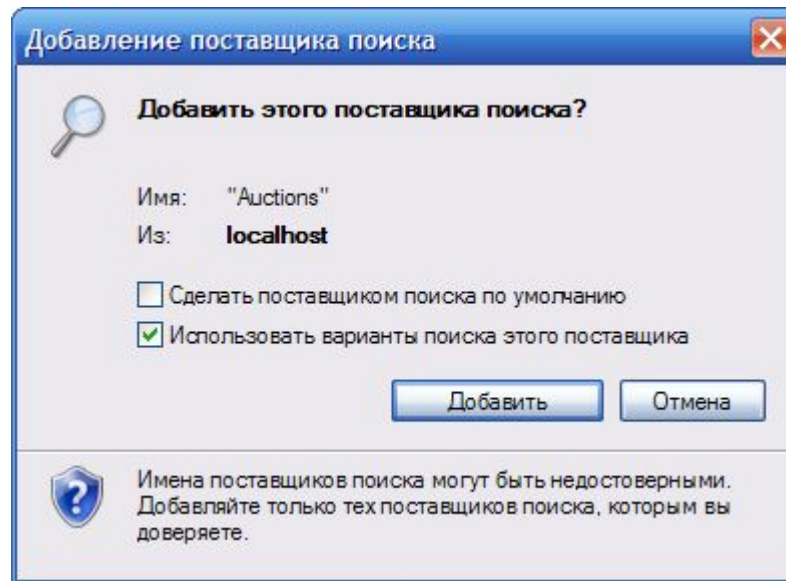 Добавление поставщика поиска
Добавить этого поставщика поиска?
Имя: "Auctions"
Из: localhost
Сделать поставщиком поиска по умолчанию
Использовать варианты поиска этого поставщика
Добавить Отмена
Имена поставщиков поиска могут быть недостоверными.
Добавляйте только тех поставщиков поиска, которым вы
доверяете.